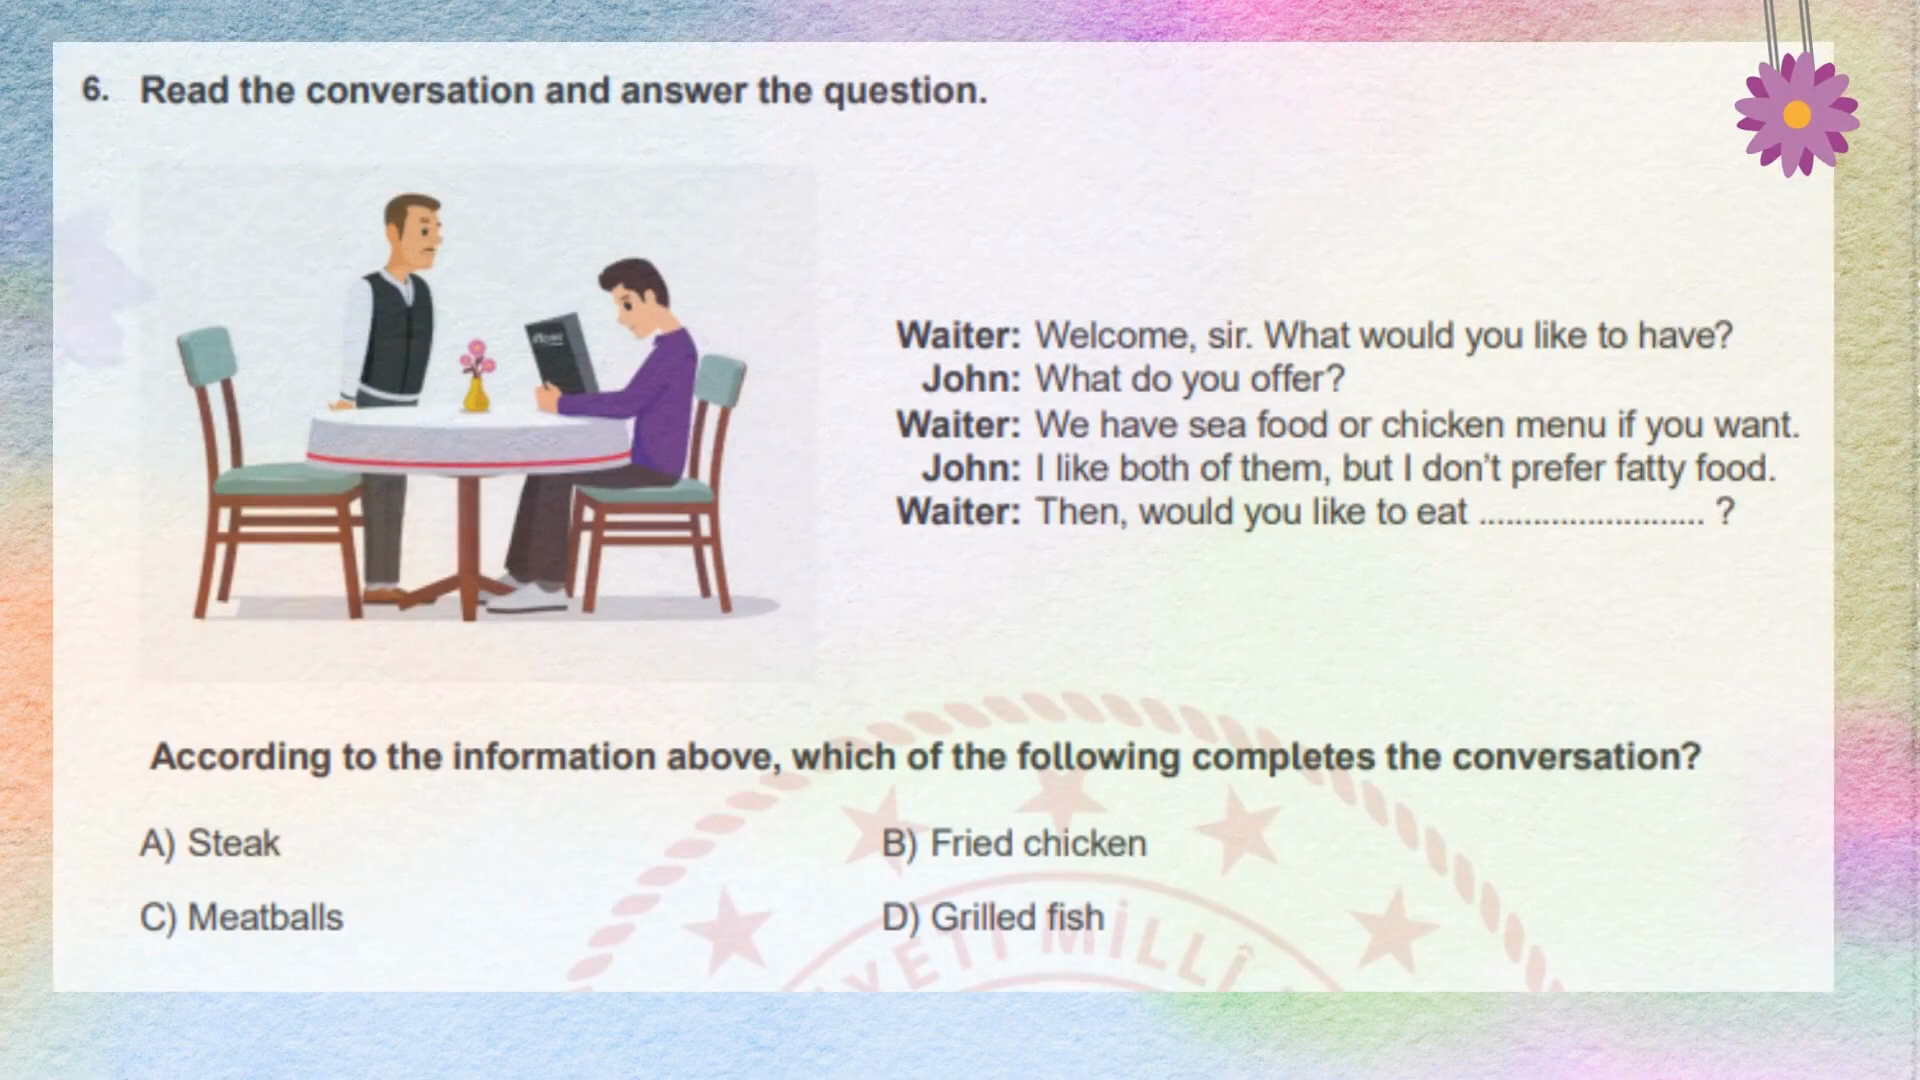 6. Read the conversation and answer the question.
Waiter: Welcome, sir. What would you like to have?
John: What do you offer?
Waiter: We have sea food or chicken menu if you want.
John: I like both of them, but I don't prefer fatty food.
Waiter: Then, would you like to eat ........................ ?
According to the information above, which of the following completes the conversation?
A) Steak
B) Fried chicken
C) Meatballs
D) Grilled fish
YETİ MİLLÎ